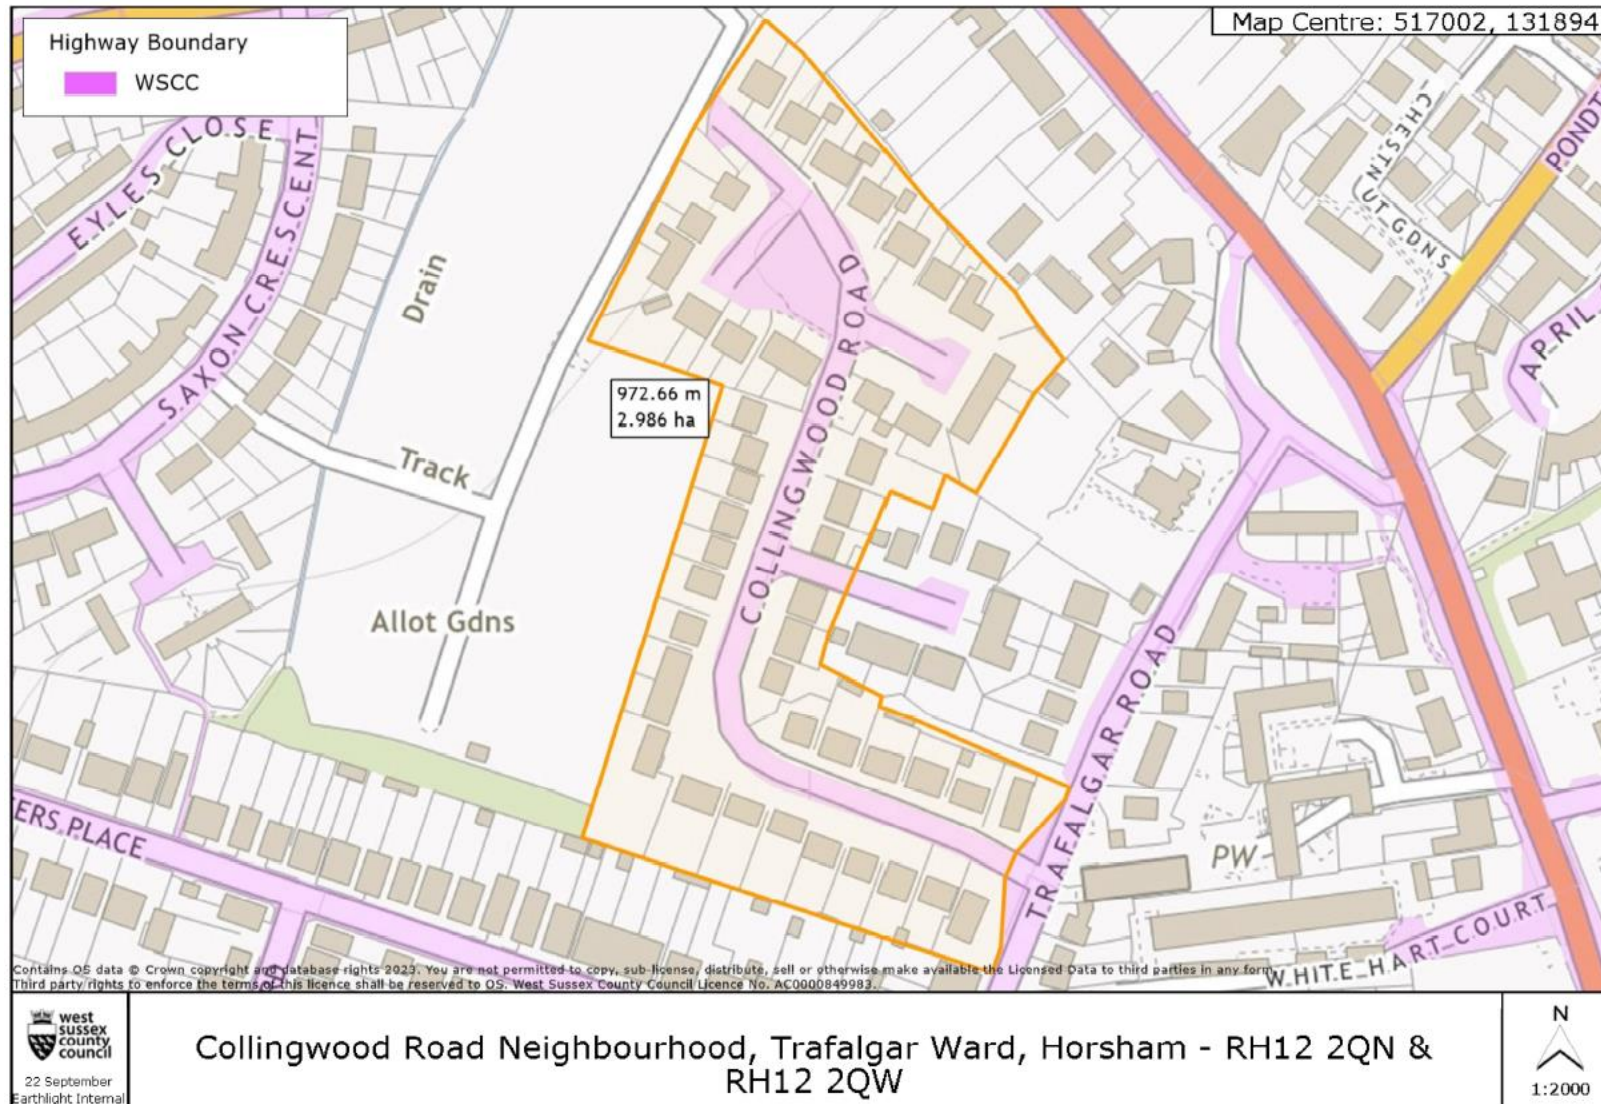 Highway Boundary
WSCC
Map Centre: 517002, 131894
EYLES CLOSE
SAXON CRESCENT
Drain
Track
Allot Gdns
972.66 m
2.986 ha
COLLINGWOOD ROAD
ROAD
CHESTN
UT GDNS
PONDT
APRIL
TRAFALGAR ROAD
PW
WHITE HART COURT
ERS PLACE
Contains OS data © Crown copyright and database rights 2023. You are not permitted to copy, sub-license, distribute, sell or otherwise make available the Licensed Data to third parties in any form.
Third party rights to enforce the terms of this licence shall be reserved to OS. West Sussex County Council Licence No. AC0000849983.
west
sussex
county
council
22 September
Earthlight Internal
Collingwood Road Neighbourhood, Trafalgar Ward, Horsham - RH12 2QN &
RH12 2QW
N
1:2000